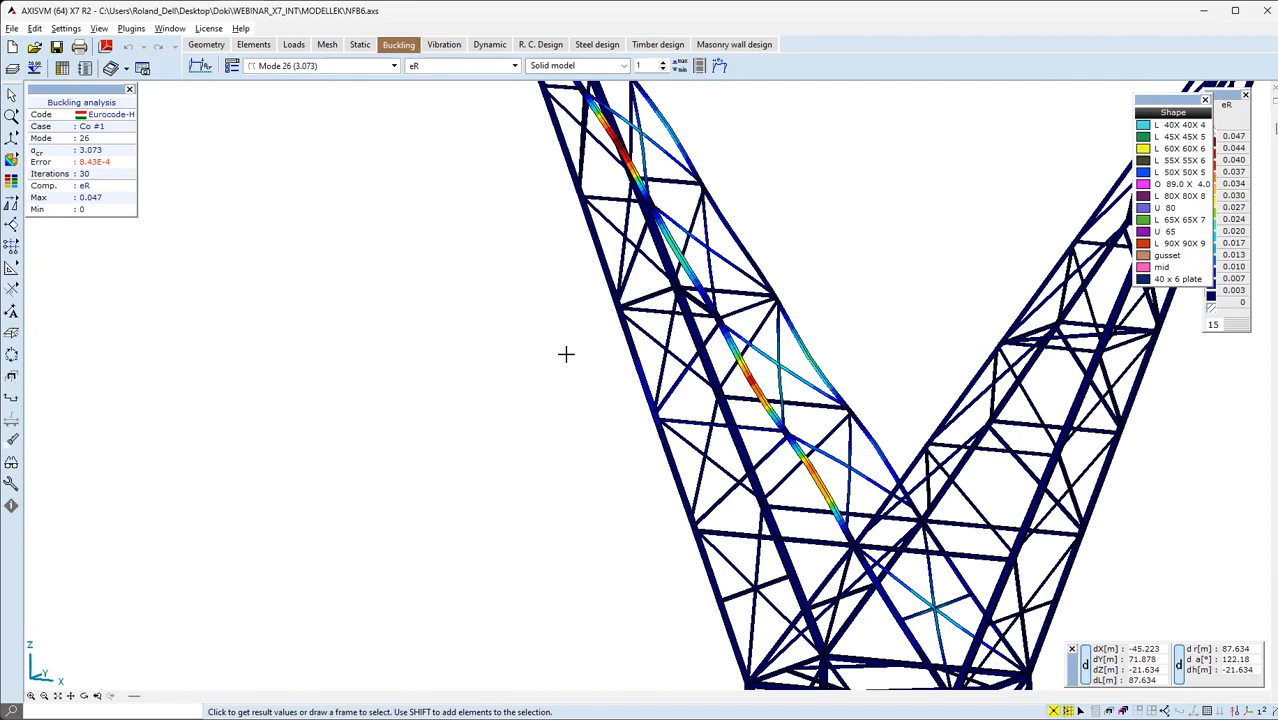 AXISVM (64) X7 R2 - C:\Users\Roland_Dell\Desktop\Doki\WEBINAR_X7_INT\MODELLEK\NFB6.axs
File Edit Settings View Plugins Window License Help
Geometry Elements Loads Mesh Static Buckling Vibration Dynamic R. C. Design Steel design Timber design Masonry wall design
Mode 26 (3.073) eR Solid model 1
Buckling analysis
Code Eurocode-H
Case : Co #1
Mode : 26
αcr : 3.073
Error : 8.43E-4
Iterations : 30
Comp. : eR
Max : 0.047
Min : 0
Shape
L 40X 40X 4
L 45X 45X 5
L 60X 60X 6
L 55X 55X 6
L 50X 50X 5
O 89.0 X 4.0
L 80X 80X 8
U 80
L 65X 65X 7
U 65
L 90X 90X 9
gusset
mid
40 x 6 plate
eR
0.047
0.044
0.040
0.037
0.034
0.030
0.027
0.024
0.020
0.017
0.013
0.010
0.007
0.003
0
15
Z
Y
X
d
dX[m] : -45.223
dY[m] : 71.878
dZ[m] : -21.634
dL[m] : 87.634
d
d r[m] : 87.634
d a[°] : 122.18
dh[m] : -21.634
Click to get result values or draw a frame to select. Use SHIFT to add elements to the selection.